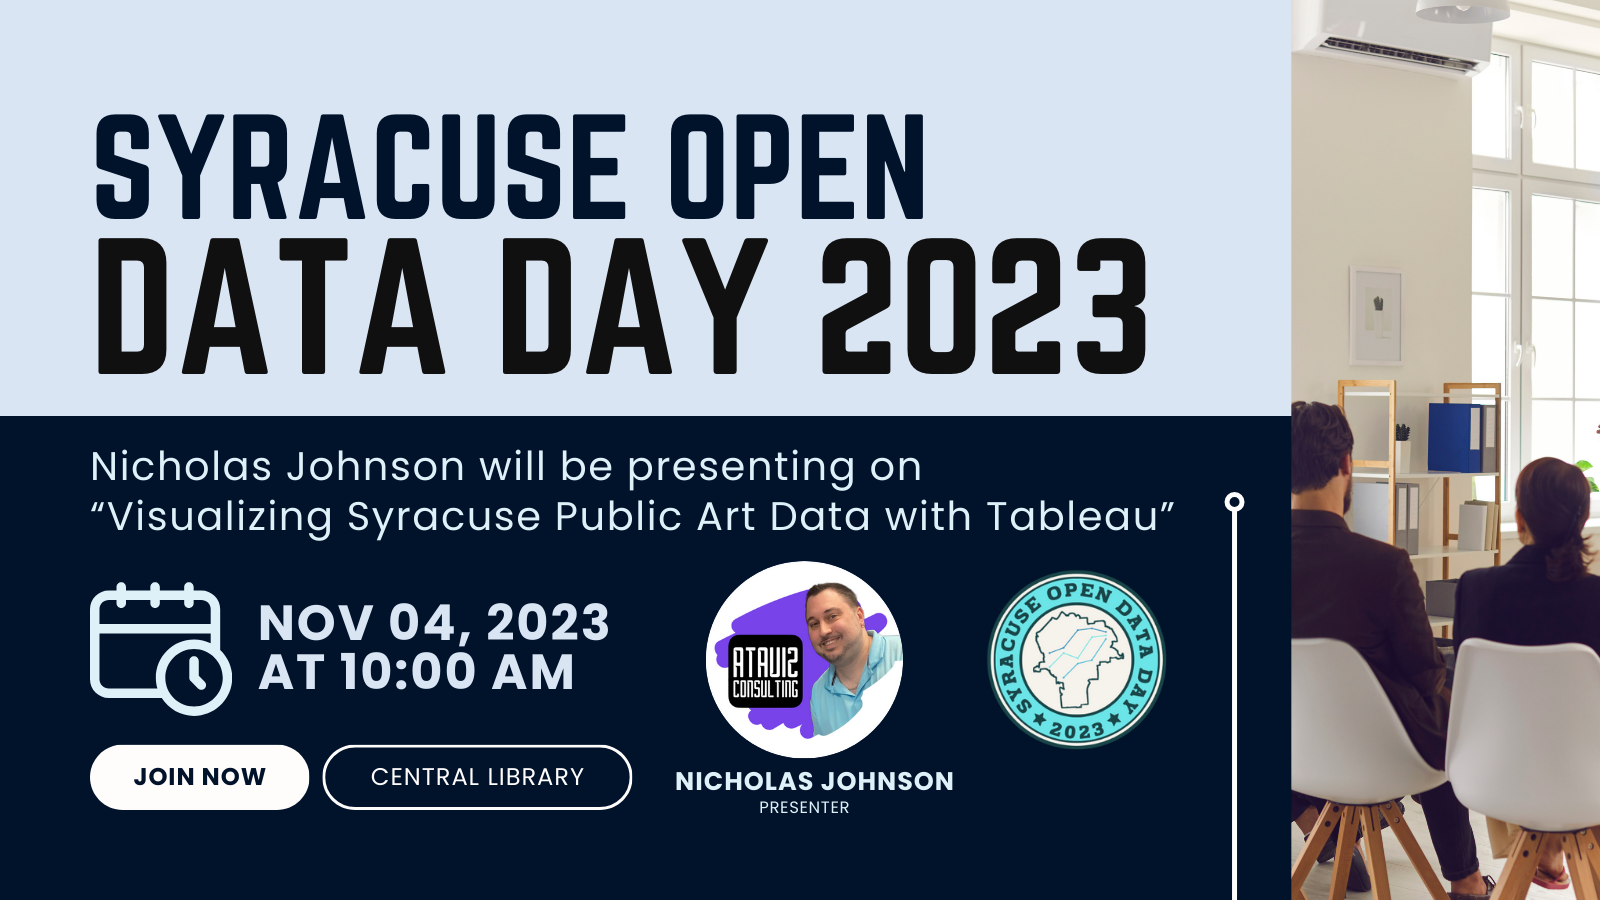 SYRACUSE OPEN
DATA DAY 2023
Nicholas Johnson will be presenting on
“Visualizing Syracuse Public Art Data with Tableau”
NOV 04, 2023
AT 10:00 AM
JOIN NOW
CENTRAL LIBRARY
ATAVIZ
CONSULTING
NICHOLAS JOHNSON
PRESENTER
SYRACUSE OPEN DATA DAY
★ 2023 ★